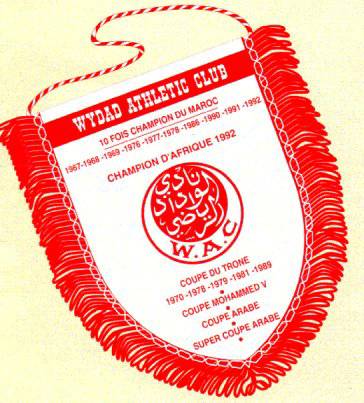 WYDAD ATHLETIC CLUB
10 FOIS CHAMPION DU MAROC
1967-1968 -1969 -1976 -1977-1978 -1986 -1990 -1991 -1992
CHAMPION D'AFRIQUE 1992
نادي
الوداد
الرياضي
W.A.C
COUPE DU TRONE
1970 -1978 -1979 -1981 -1989
COUPE MOHAMMED V
COUPE ARABE
SUPER COUPE ARABE